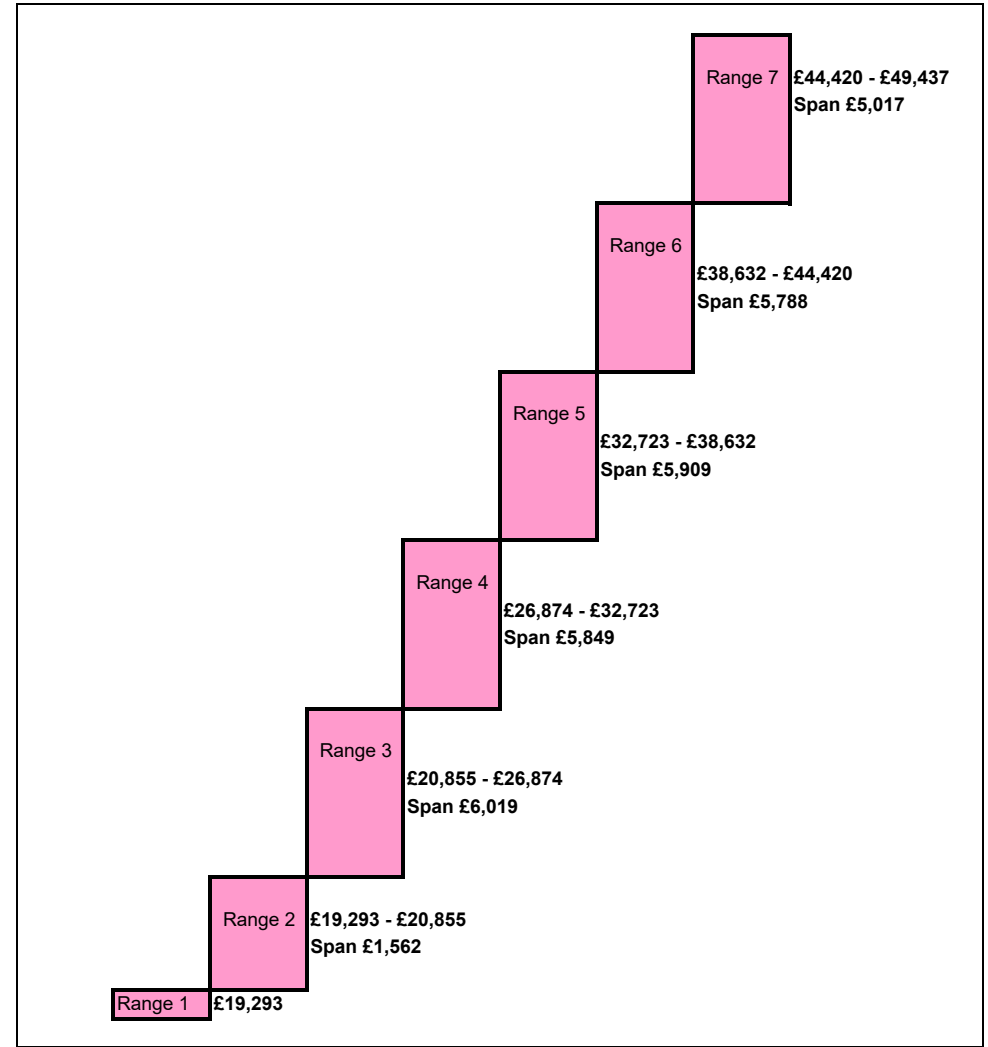 Range 7
£44,420 - £49,437
Span £5,017
Range 6
£38,632 - £44,420
Span £5,788
Range 5
£32,723 - £38,632
Span £5,909
Range 4
£26,874 - £32,723
Span £5,849
Range 3
£20,855 - £26,874
Span £6,019
Range 2
£19,293 - £20,855
Span £1,562
Range 1
£19,293